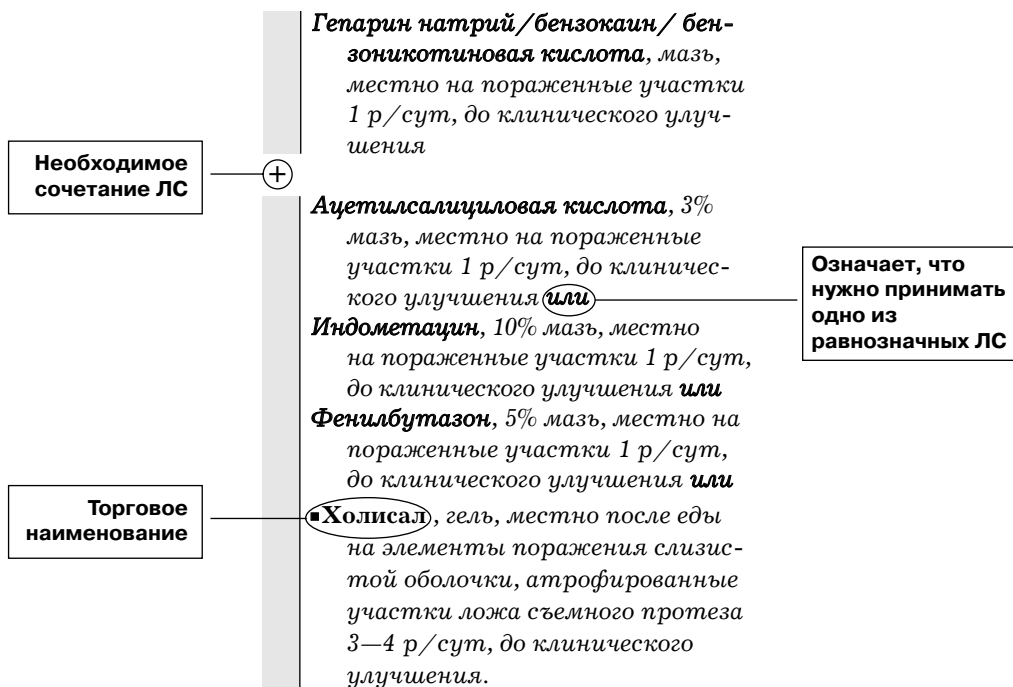 Гепарин натрий/бензокаин/ бен-
зоникотиновая кислота, мазь,
местно на пораженные участки
1 р/сут, до клинического улуч-
шения
Необходимое
сочетание ЛС
+
Ацетилсалициловая кислота, 3%
мазь, местно на пораженные
участки 1 р/сут, до клиничес-
кого улучшения или
Означает, что
нужно принимать
одно из
равнозначных ЛС
Индометацин, 10% мазь, местно
на пораженные участки 1 р/сут,
до клинического улучшения или
Фенилбутазон, 5% мазь, местно на
пораженные участки 1 р/сут,
до клинического улучшения или
Торговое
наименование
■Холисал, гель, местно после еды
на элементы поражения слизис-
той оболочки, атрофированные
участки ложа съемного протеза
3—4 р/сут, до клинического
улучшения.